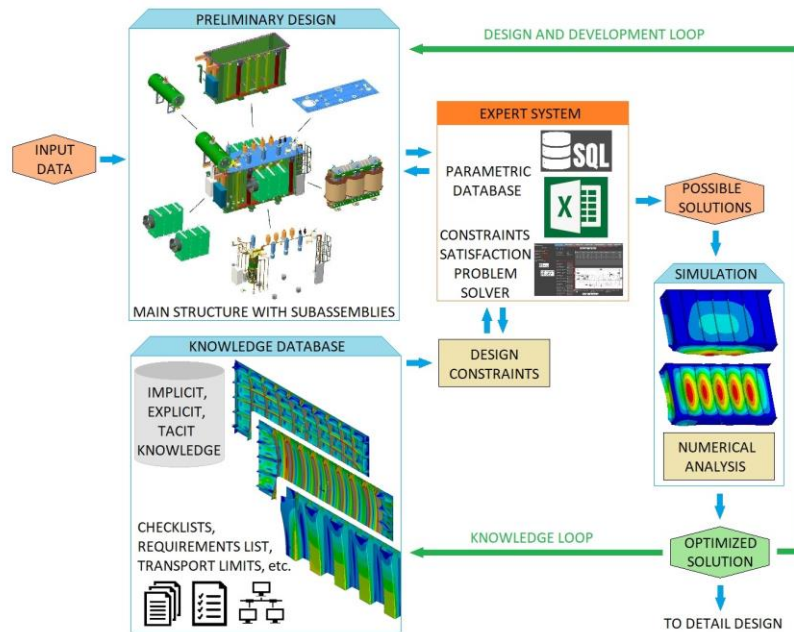 PRELIMINARY DESIGN
DESIGN AND DEVELOPMENT LOOP
INPUT
DATA
MAIN STRUCTURE WITH SUBASSEMBLIES
EXPERT SYSTEM
SQL
PARAMETRIC
DATABASE
X
CONSTRAINTS
SATISFACTION
PROBLEM
SOLVER
POSSIBLE
SOLUTIONS
SIMULATION
NUMERICAL
ANALYSIS
KNOWLEDGE DATABASE
IMPLICIT,
EXPLICIT,
TACIT
KNOWLEDGE
DESIGN
CONSTRAINTS
CHECKLISTS,
REQUIREMENTS LIST,
TRANSPORT LIMITS, etc.
KNOWLEDGE LOOP
OPTIMIZED
SOLUTION
TO DETAIL DESIGN